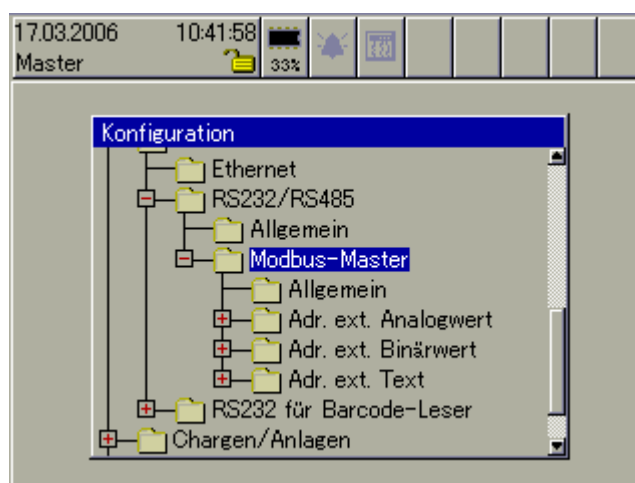 17.03.2006 10:41:58
Master
33%
Konfiguration
Ethernet
RS232/RS485
Allgemein
Modbus-Master
Allgemein
Adr. ext. Analogwert
Adr. ext. Binärwert
Adr. ext. Text
RS232 für Barcode-Leser
Chargen/Anlagen